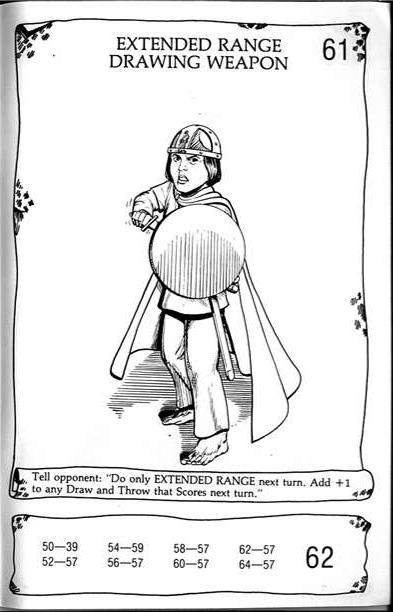 EXTENDED RANGE
DRAWING WEAPON
61
Tell opponent: "Do only EXTENDED RANGE next turn. Add +1
to any Draw and Throw that Scores next turn."
50—39 54—59 58—57 62—57
52—57 56—57 60—57 64—57
62